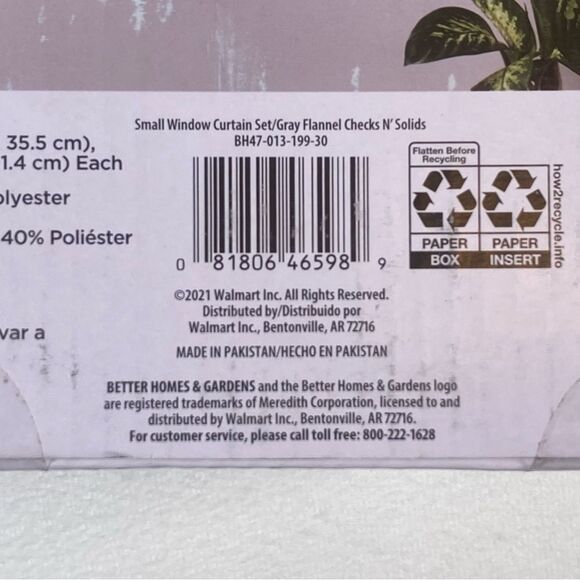 Small Window Curtain Set/Gray Flannel Checks N' Solids
BH47-013-199-30
35.5 cm),
1.4 cm) Each
olyester
40% Poliéster
var a
0 81806 46598 9
Flatten Before
Recycling
PAPER PAPER
BOX INSERT
how2recycle.info
©2021 Walmart Inc. All Rights Reserved.
Distributed by/Distribuido por
Walmart Inc., Bentonville, AR 72716
MADE IN PAKISTAN/HECHO EN PAKISTAN
BETTER HOMES & GARDENS and the Better Homes & Gardens logo
are registered trademarks of Meredith Corporation, licensed to and
distributed by Walmart Inc., Bentonville, AR 72716.
For customer service, please call toll free: 800-222-1628